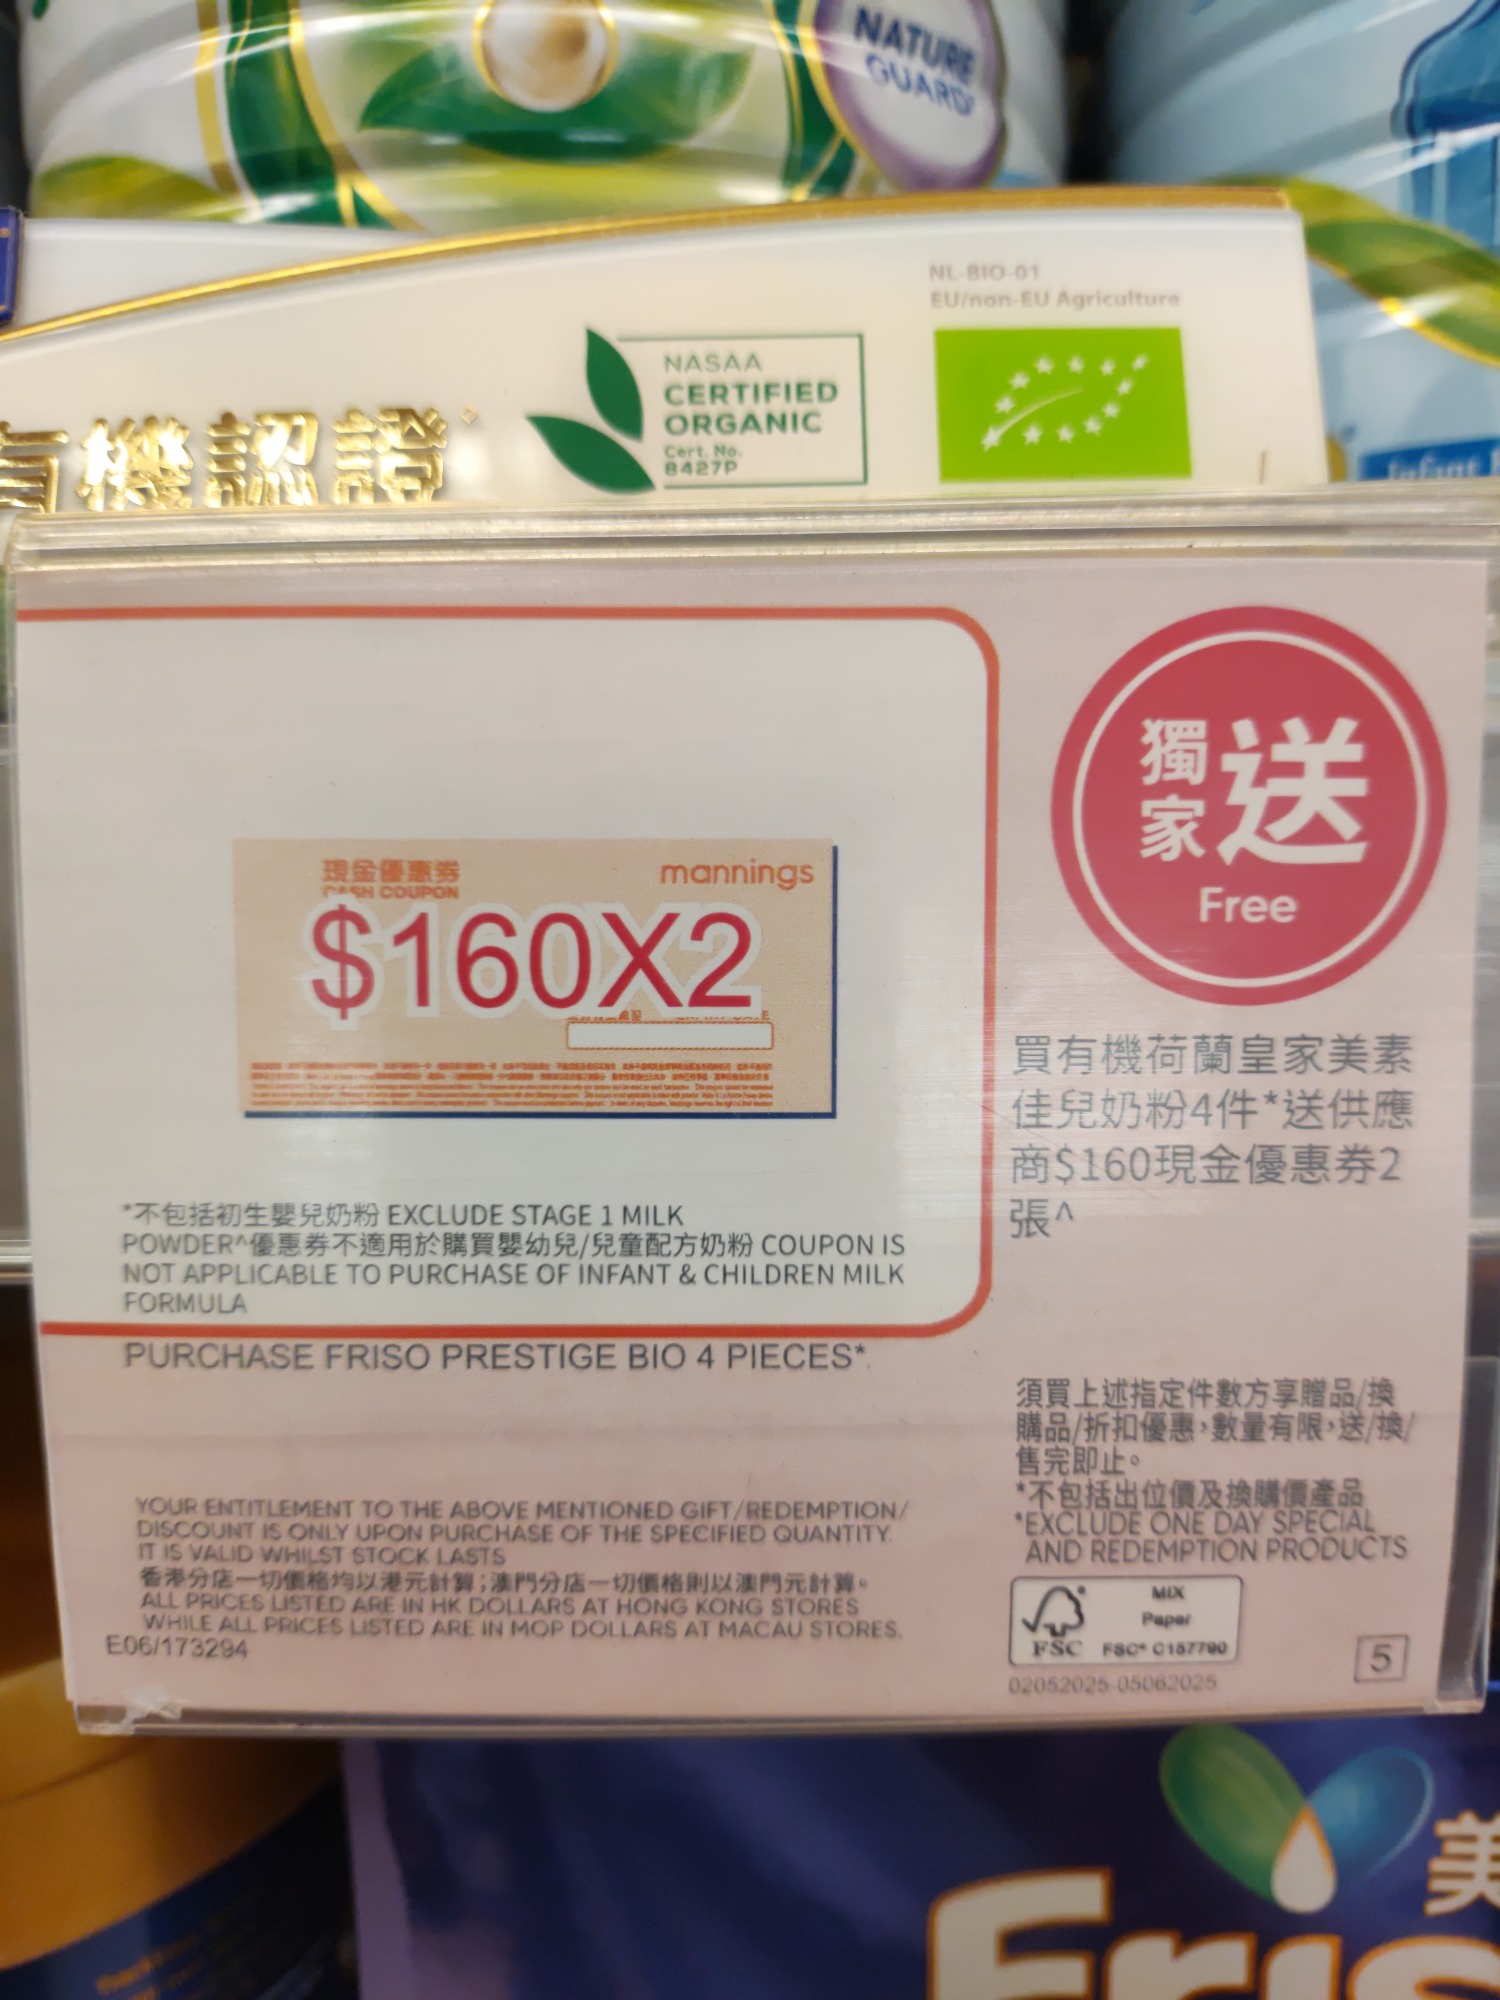 NATURE
GUARD
NL-BIO-01
EU/non-EU Agriculture
NASAA
CERTIFIED
ORGANIC
Cert. No.
8427P
有機認證
獨家送
Free
現金優惠券
CASH COUPON
mannings
$160X2
買有機荷蘭皇家美素
佳兒奶粉4件*送供應
商$160現金優惠券2
張^
*不包括初生嬰兒奶粉 EXCLUDE STAGE 1 MILK
POWDER^優惠券不適用於購買嬰幼兒/兒童配方奶粉 COUPON IS
NOT APPLICABLE TO PURCHASE OF INFANT & CHILDREN MILK
FORMULA
PURCHASE FRISO PRESTIGE BIO 4 PIECES*
須買上述指定件數方享贈品/換
購品/折扣優惠,數量有限,送/換/
售完即止。
*不包括出位價及換購價產品
*EXCLUDE ONE DAY SPECIAL
AND REDEMPTION PRODUCTS
YOUR ENTITLEMENT TO THE ABOVE MENTIONED GIFT/REDEMPTION/
DISCOUNT IS ONLY UPON PURCHASE OF THE SPECIFIED QUANTITY.
IT IS VALID WHILST STOCK LASTS
香港分店一切價格均以港元計算;澳門分店一切價格則以澳門元計算。
ALL PRICES LISTED ARE IN HK DOLLARS AT HONG KONG STORES
WHILE ALL PRICES LISTED ARE IN MOP DOLLARS AT MACAU STORES.
E06/173294
MIX
Paper
FSC FSC® C157790
5
02052025-05062025
美
Fris